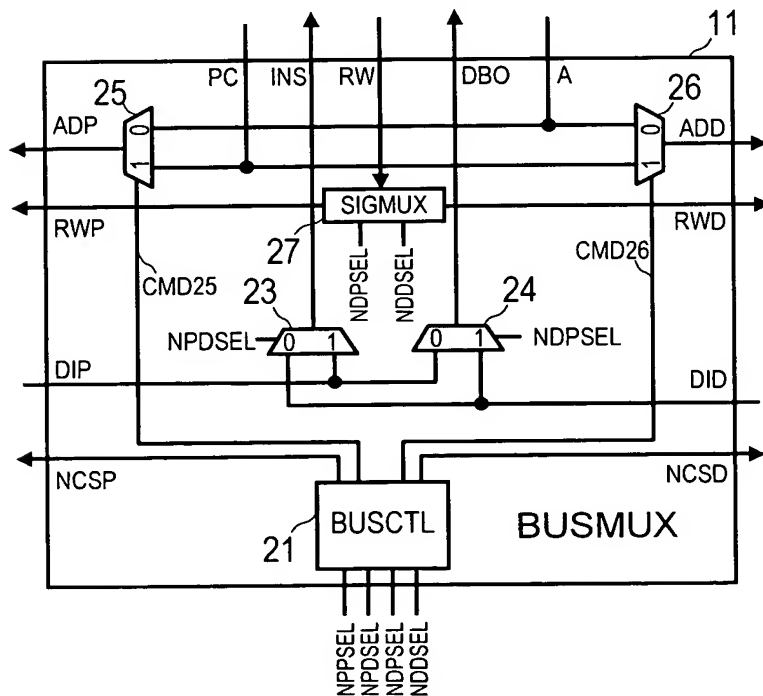 11
PC INS RW DBO A
25 26
ADP 0 1 0 1 ADD
SIGMUX
RWP 27 RWD
NDPSEL NDDSEL
CMD25 CMD26
23 24
NPDSEL 0 1 0 1 NDPSEL
DIP DID
NCSP NCSD
21 BUSCTL BUSMUX
NPPSEL NPDSEL NDPSEL NDDSEL